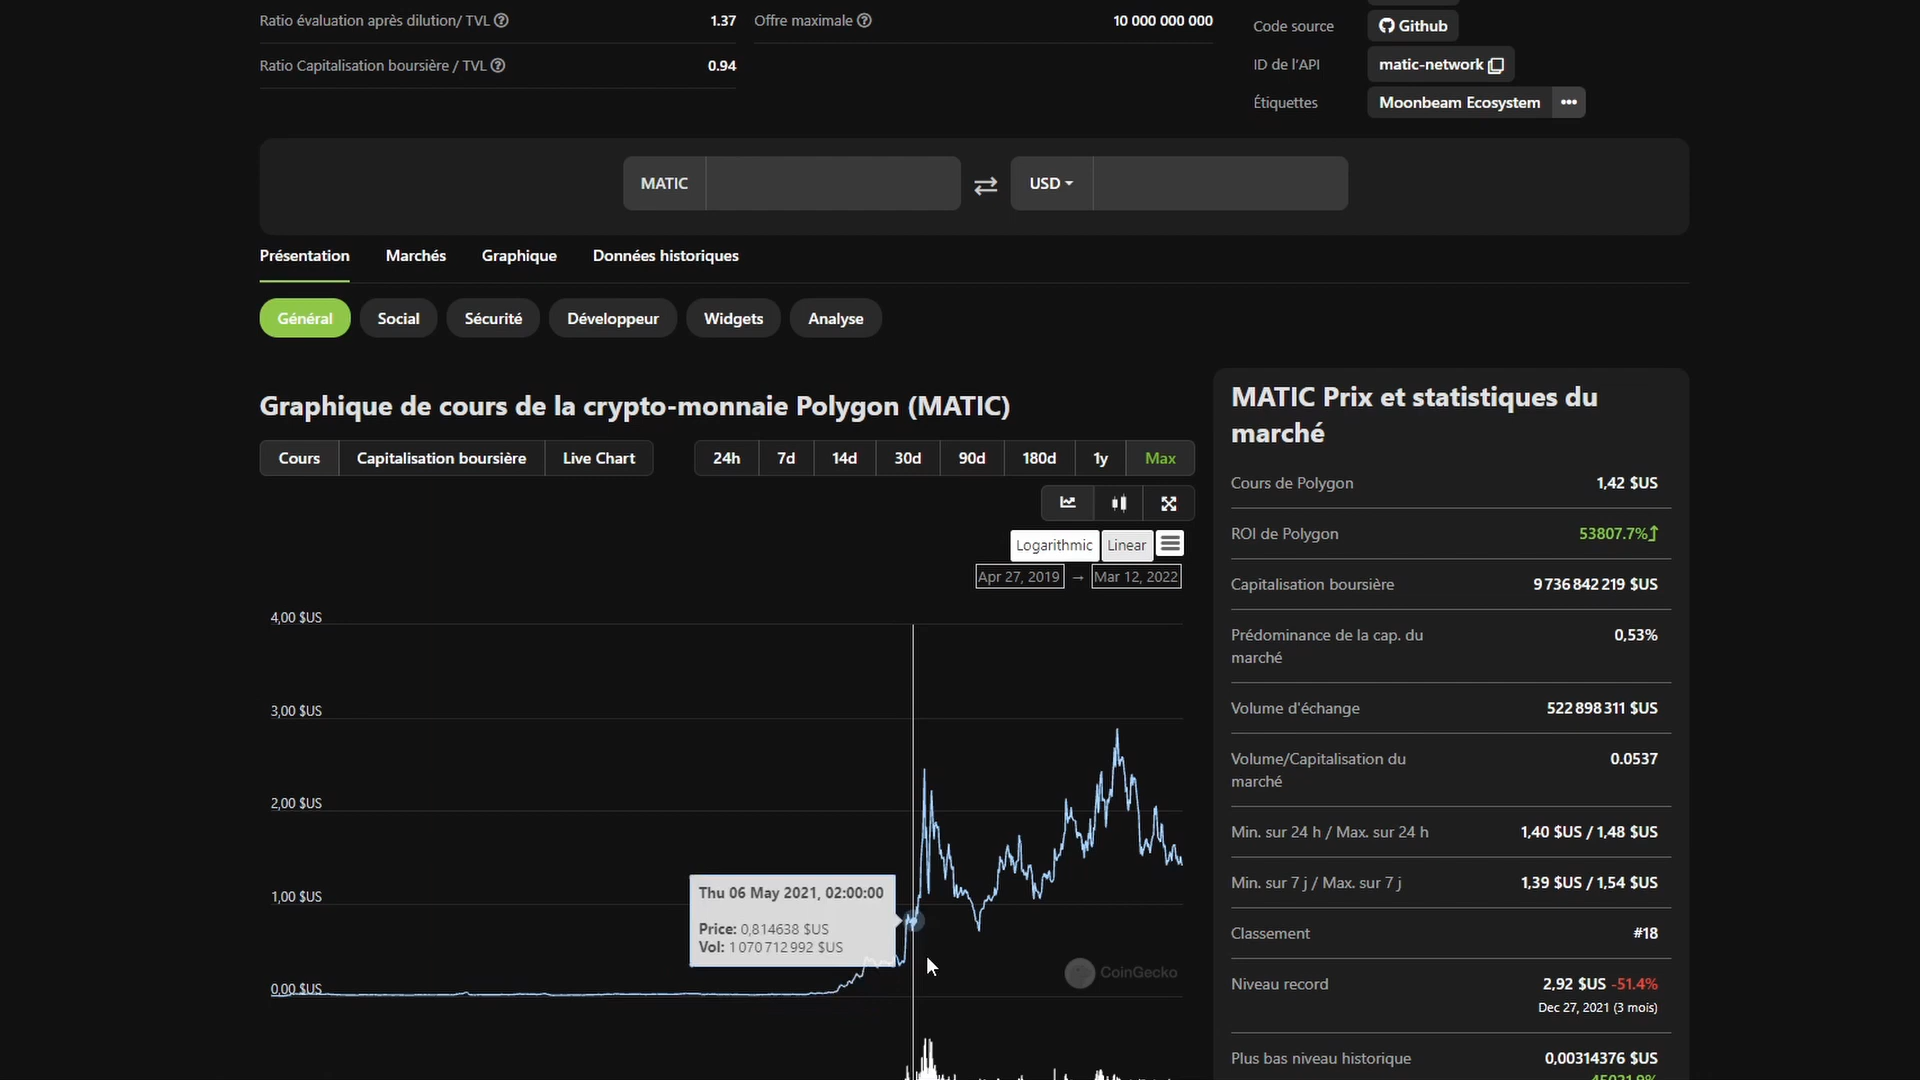 Ratio évaluation après dilution/ TVL 1.37 Offre maximale 10 000 000 000
Ratio Capitalisation boursière / TVL 0.94
Code source Github
ID de l'API matic-network
Étiquettes Moonbeam Ecosystem •••
MATIC USD
Présentation Marchés Graphique Données historiques
Général Social Sécurité Développeur Widgets Analyse
Graphique de cours de la crypto-monnaie Polygon (MATIC)
Cours Capitalisation boursière Live Chart 24h 7d 14d 30d 90d 180d 1y Max
Logarithmic Linear
Apr 27, 2019 → Mar 12, 2022
4,00 $US
3,00 $US
2,00 $US
1,00 $US
0,00 $US
Thu 06 May 2021, 02:00:00
Price: 0,814638 $US
Vol: 1 070 712 992 $US
CoinGecko
MATIC Prix et statistiques du
marché
Cours de Polygon 1,42 $US
ROI de Polygon 53807.7%
Capitalisation boursière 9 736 842 219 $US
Prédominance de la cap. du
marché 0,53%
Volume d'échange 522 898 311 $US
Volume/Capitalisation du
marché 0.0537
Min. sur 24 h / Max. sur 24 h 1,40 $US / 1,48 $US
Min. sur 7 j / Max. sur 7 j 1,39 $US / 1,54 $US
Classement #18
Niveau record 2,92 $US -51.4%
Dec 27, 2021 (3 mois)
Plus bas niveau historique 0,00314376 $US